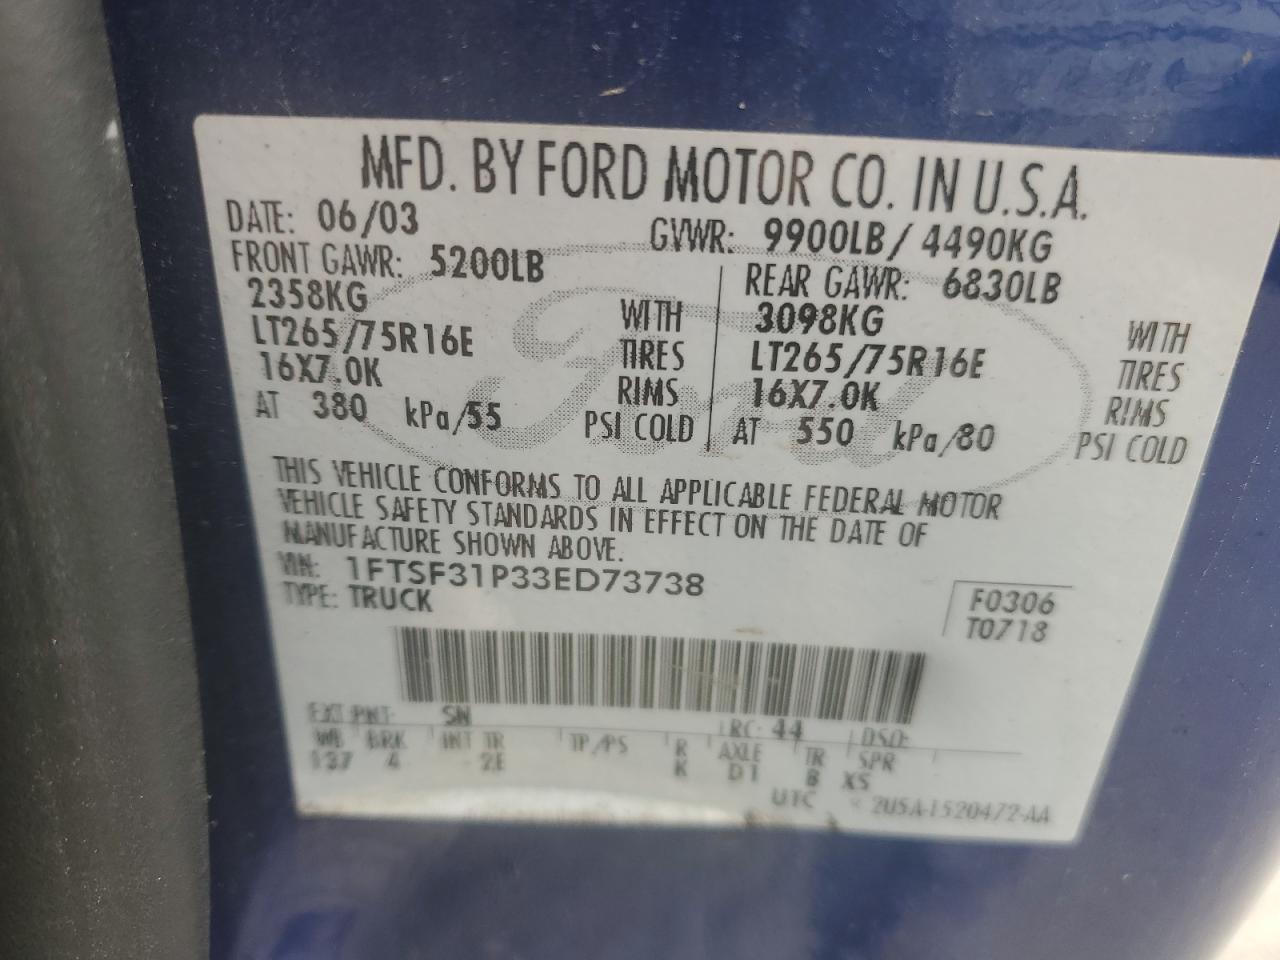 MFD. BY FORD MOTOR CO. IN U.S.A.
DATE: 06/03 GVWR: 9900LB/ 4490KG
FRONT GAWR: 5200LB REAR GAWR: 6830LB
2358KG WITH 3098KG WITH
LT265/75R16E TIRES LT265/75R16E TIRES
16X7.0K RIMS 16X7.0K RIMS
AT 380 kPa/55 PSI COLD AT 550 kPa/80 PSI COLD
Ford
THIS VEHICLE CONFORMS TO ALL APPLICABLE FEDERAL MOTOR
VEHICLE SAFETY STANDARDS IN EFFECT ON THE DATE OF
MANUFACTURE SHOWN ABOVE.
VIN: 1FTSF31P33ED73738
TYPE: TRUCK
F0306
T0718
EXT PNT: SN RC: 44 DSO:
WB BRK INT TR TP/PS R AXLE TR SPR
137 4 2E K D1 B X5
UTC 2U5A-1520472-AA